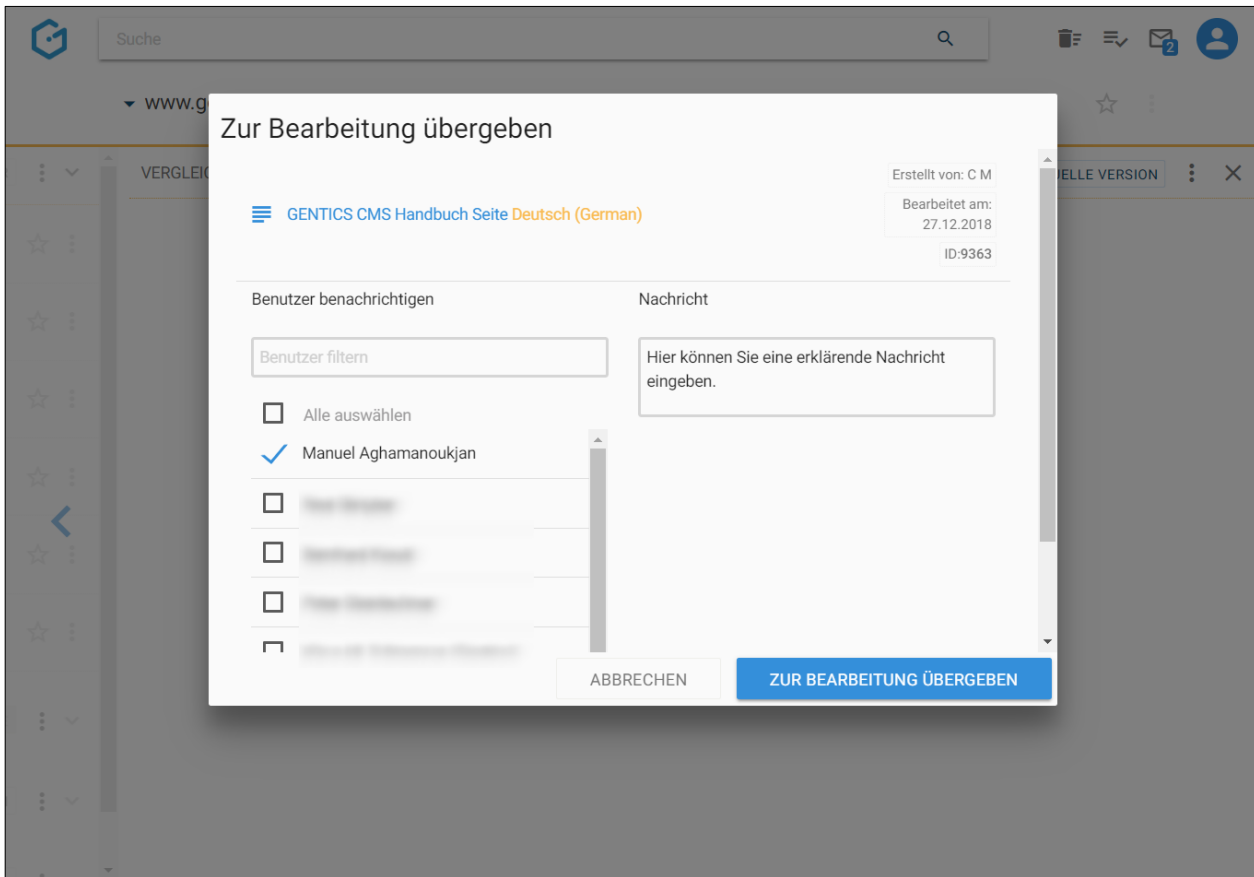 Suche
2
www.g
Zur Bearbeitung übergeben
VERGLEIC
ELLE VERSION
Erstellt von: C M
GENTICS CMS Handbuch Seite Deutsch (German)
Bearbeitet am:
27.12.2018
ID:9363
Benutzer benachrichtigen
Nachricht
Benutzer filtern
Hier können Sie eine erklärende Nachricht
eingeben.
Alle auswählen
Manuel Aghamanoukjan
ABBRECHEN
ZUR BEARBEITUNG ÜBERGEBEN